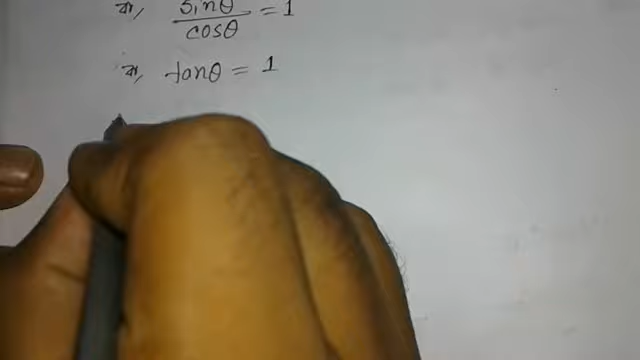 বা, sinθ/cosθ = 1
বা, tanθ = 1